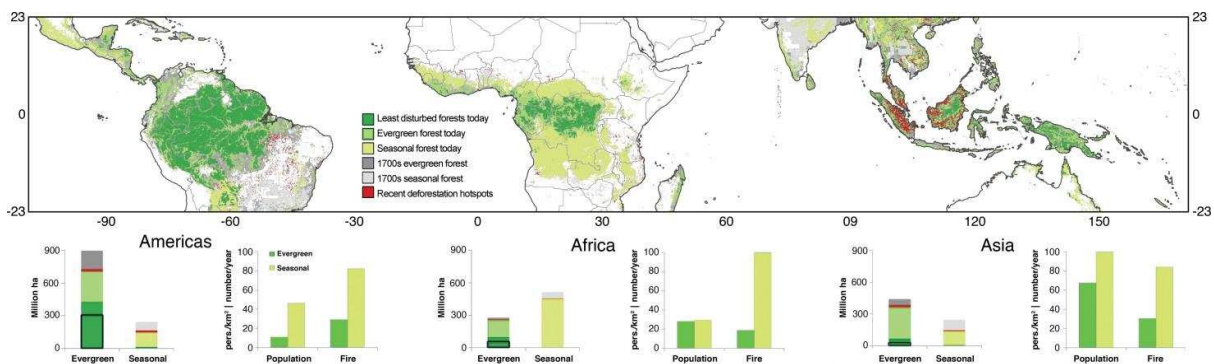 23
23
0
0
23
23
Least disturbed forests today
Evergreen forest today
Seasonal forest today
1700s evergreen forest
1700s seasonal forest
Recent deforestation hotspots
-90
-60
-30
0
30
60
09
120
150
Americas
Africa
Asia
Million ha
900
600
300
0
Evergreen
Seasonal
pers./km² | number/year
100
80
60
40
20
0
Evergreen
Seasonal
Population
Fire
Million ha
900
600
300
0
Evergreen
Seasonal
pers./km² | number/year
100
80
60
40
20
0
Population
Fire
Million ha
900
600
300
0
Evergreen
Seasonal
pers./km² | number/year
100
80
60
40
20
0
Population
Fire